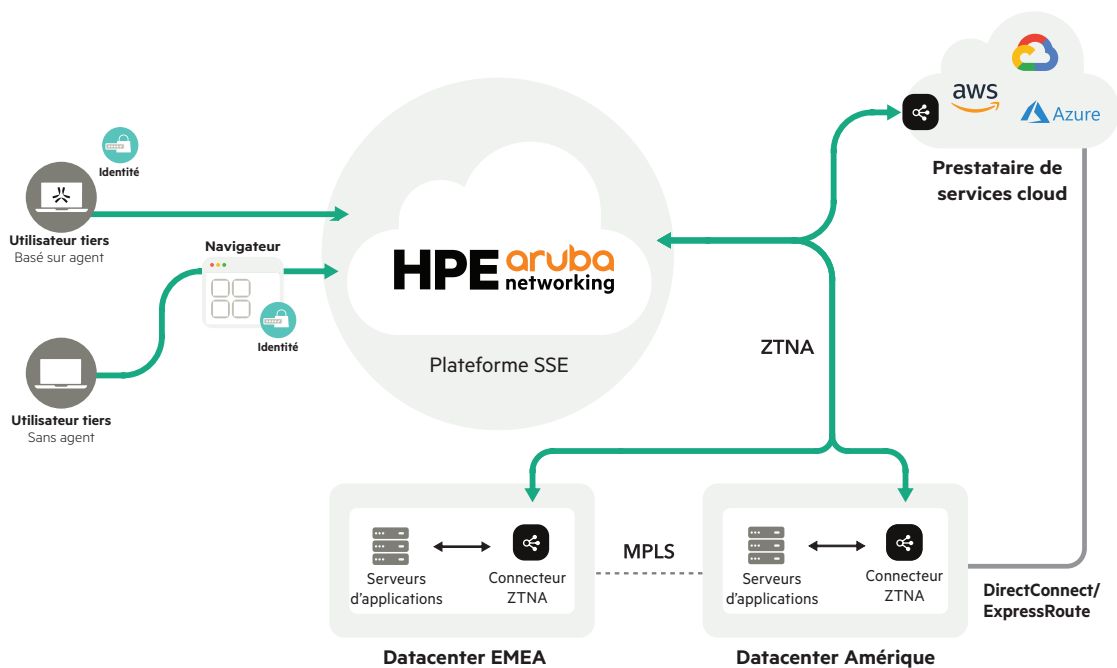 aws
Azure
Prestataire de
services cloud
Identité
Utilisateur tiers
Basé sur agent
Navigateur
Identité
Utilisateur tiers
Sans agent
HPE aruba
networking
Plateforme SSE
ZTNA
Serveurs
d'applications
Connecteur
ZTNA
Datacenter EMEA
MPLS
Serveurs
d'applications
Connecteur
ZTNA
Datacenter Amérique
DirectConnect/
ExpressRoute